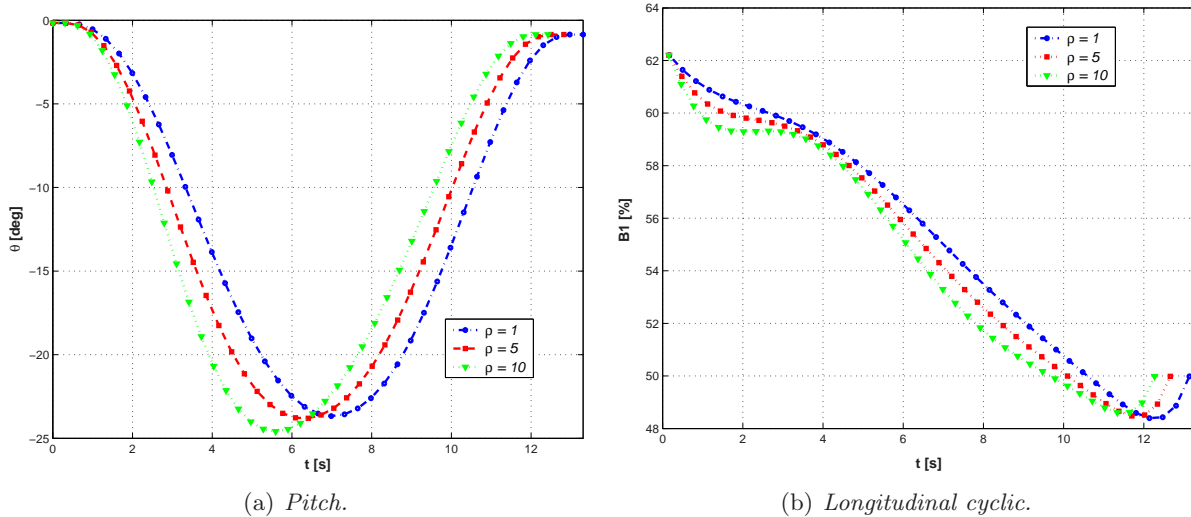 0
−5
−10
−15
−20
−25
0 2 4 6 8 10 12
θ [deg]
t [s]
ρ = 1
ρ = 5
ρ = 10
(a) Pitch.
64
62
60
58
56
54
52
50
48
0 2 4 6 8 10 12
B1 [%]
t [s]
ρ = 1
ρ = 5
ρ = 10
(b) Longitudinal cyclic.